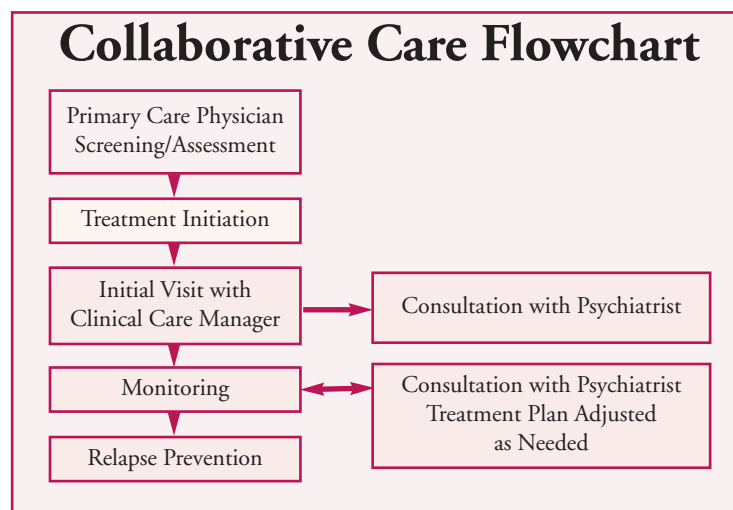 Collaborative Care Flowchart
Primary Care Physician
Screening/Assessment
Treatment Initiation
Initial Visit with
Clinical Care Manager
Consultation with Psychiatrist
Monitoring
Consultation with Psychiatrist
Treatment Plan Adjusted
as Needed
Relapse Prevention